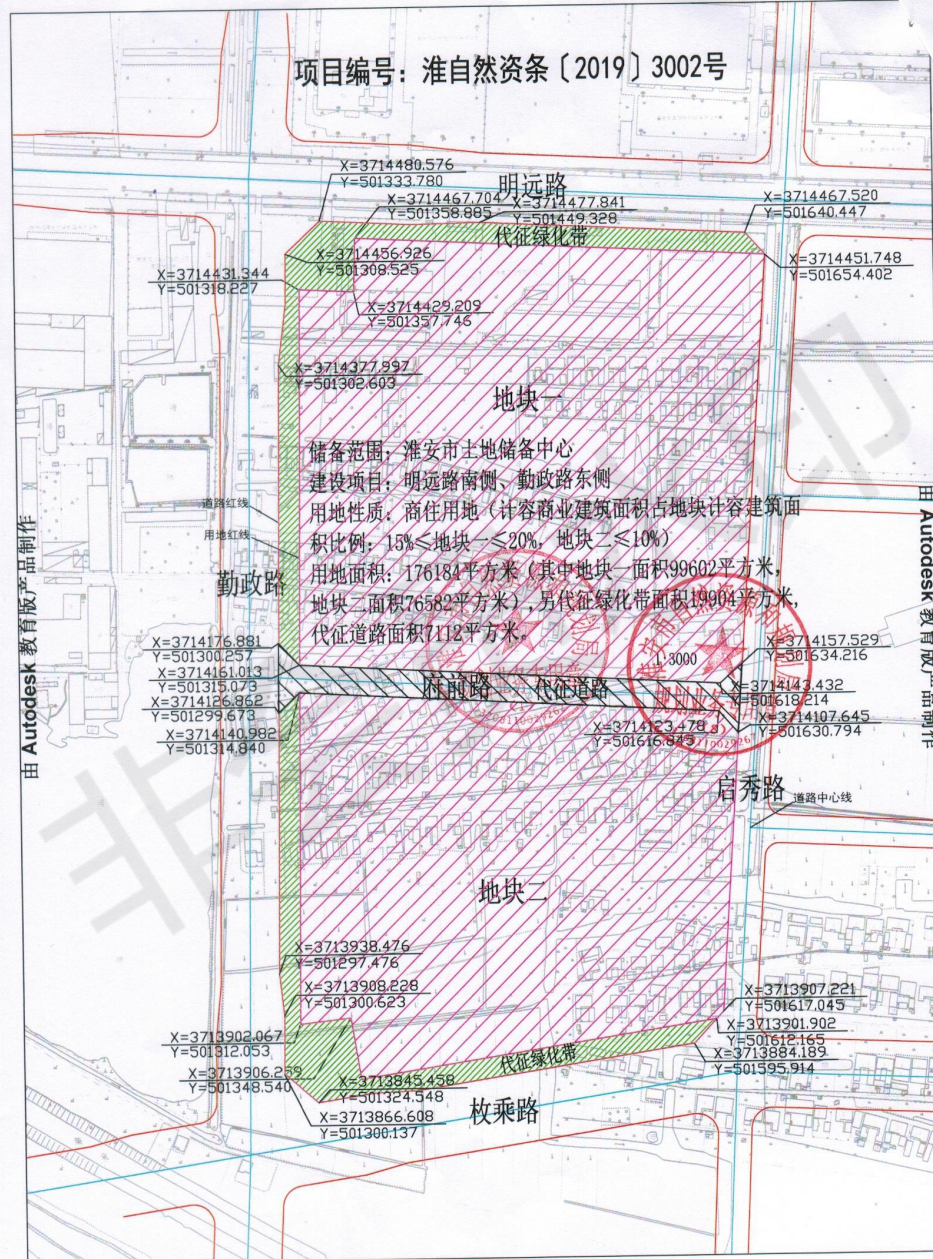 项目编号：淮自然资条〔2019〕3002号
X=3714480.576
Y=501333.780
明远路
X=3714467.704
Y=501358.885
X=3714477.841
Y=501449.328
X=3714467.520
Y=501640.447
代征绿化带
X=3714456.926
Y=501308.525
X=3714451.748
Y=501654.402
X=3714431.344
Y=501318.227
X=3714429.209
Y=501357.746
X=3714377.997
Y=501302.603
地块一
储备范围：淮安市土地储备中心
建设项目：明远路南侧、勤政路东侧
用地性质：商住用地（计容商业建筑面积占地块计容建筑面
积比例：15%≤地块一≤20%，地块二≤10%）
用地面积：176184平方米（其中地块一面积99602平方米，
地块二面积76582平方米），另代征绿化带面积19904平方米，
代征道路面积7112平方米。
道路红线
用地红线
勤政路
由 Autodesk 教育版产品制作
由 Autodesk 教育版产品制作
X=3714176.881
Y=501300.257
X=3714161.013
Y=501315.073
X=3714126.862
Y=501299.673
X=3714140.982
Y=501314.840
府前路
代征道路
1:3000
X=3714157.529
Y=501634.216
X=3714143.432
Y=501618.214
X=3714107.645
Y=501630.794
X=3714123.478
Y=501616.845
启秀路
道路中心线
地块二
X=3713938.476
Y=501297.476
X=3713908.228
Y=501300.623
X=3713907.221
Y=501617.045
X=3713902.067
Y=501312.053
X=3713901.902
Y=501612.165
X=3713906.259
Y=501348.540
X=3713884.189
Y=501595.914
代征绿化带
X=3713845.458
Y=501324.548
X=3713866.608
Y=501300.137
枚乘路